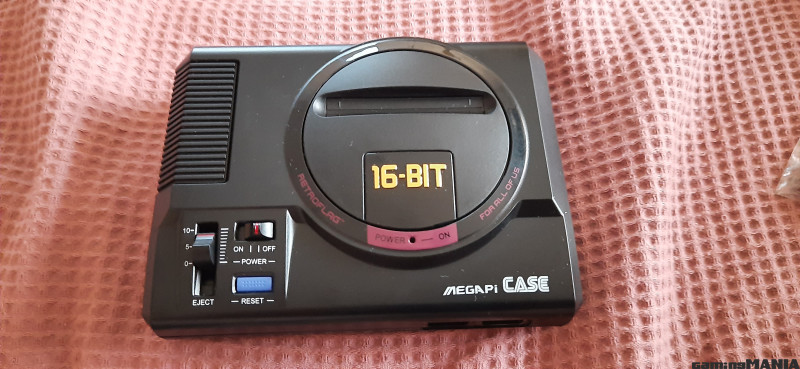 16-BIT
RETROFLAG
FOR ALL OF US
POWER — ON
10-
5-
0-
EJECT
ON | | OFF
— POWER —
— RESET —
MEGAPi CASE
gamingMANIA